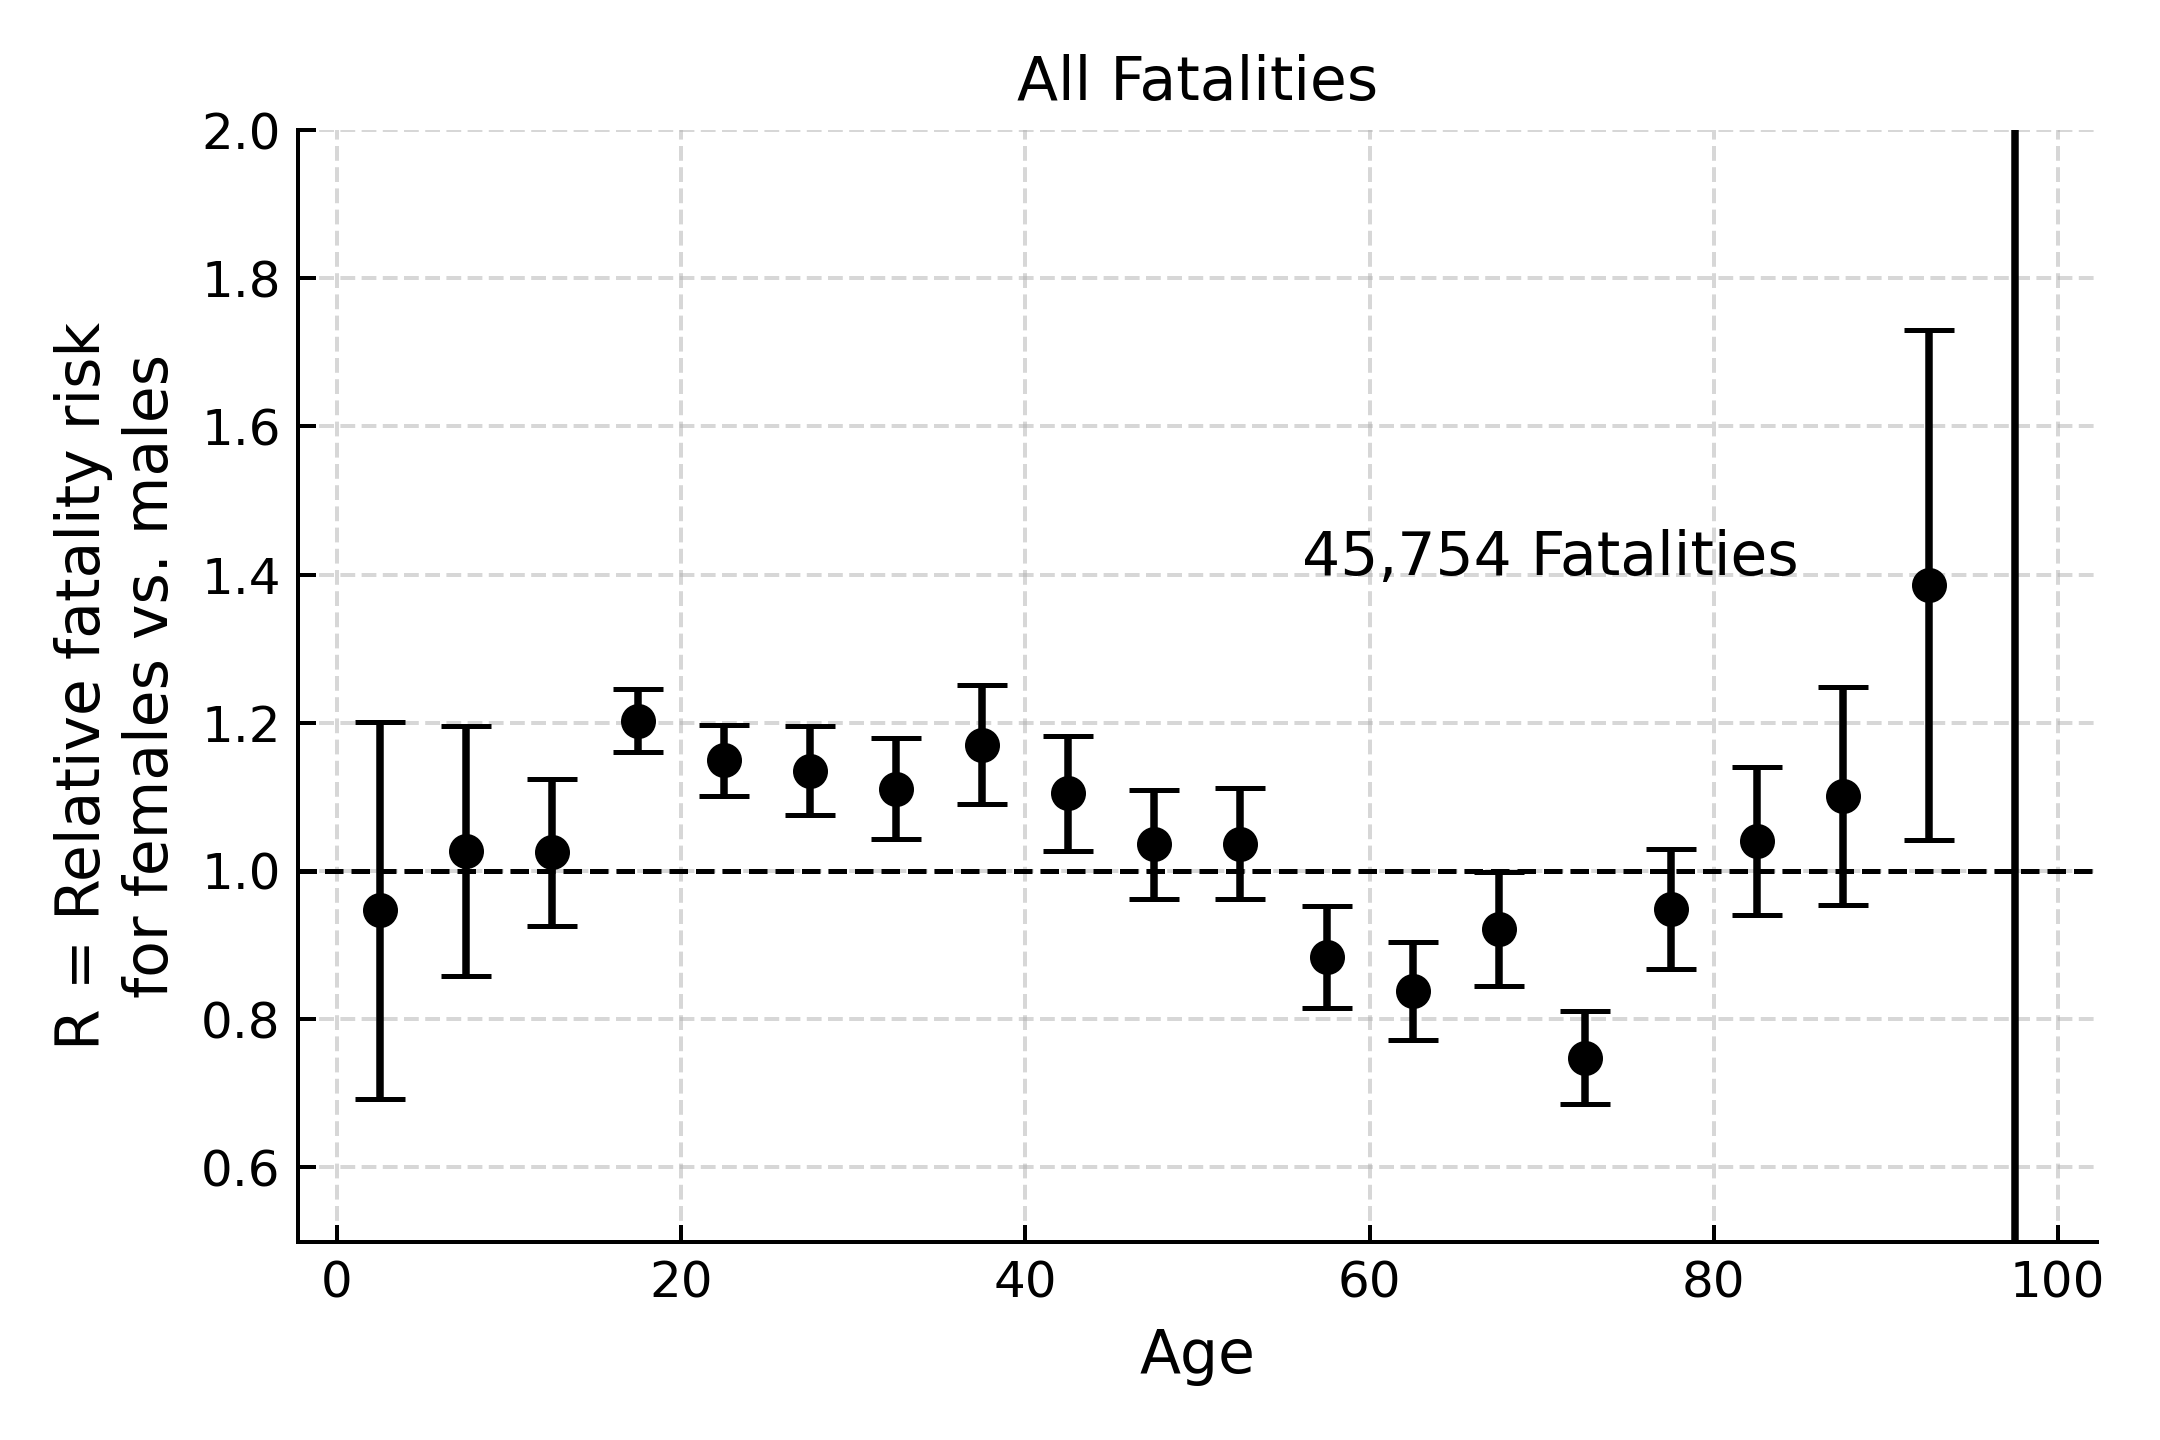 All Fatalities
R = Relative fatality risk
for females vs. males
2.0
1.8
1.6
1.4
1.2
1.0
0.8
0.6
45,754 Fatalities
0 20 40 60 80 100
Age